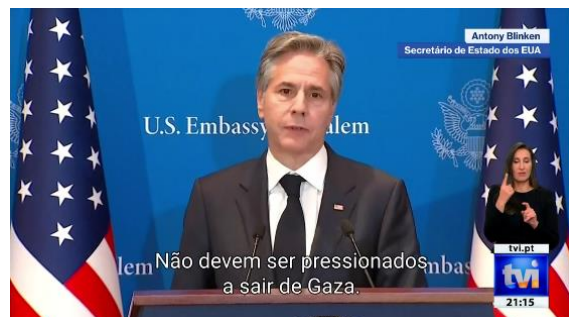 Antony Blinken
Secretário de Estado dos EUA
U.S. Embassy
alem
lem
mbas
Não devem ser pressionados
a sair de Gaza.
tvi.pt
tvi
21:15